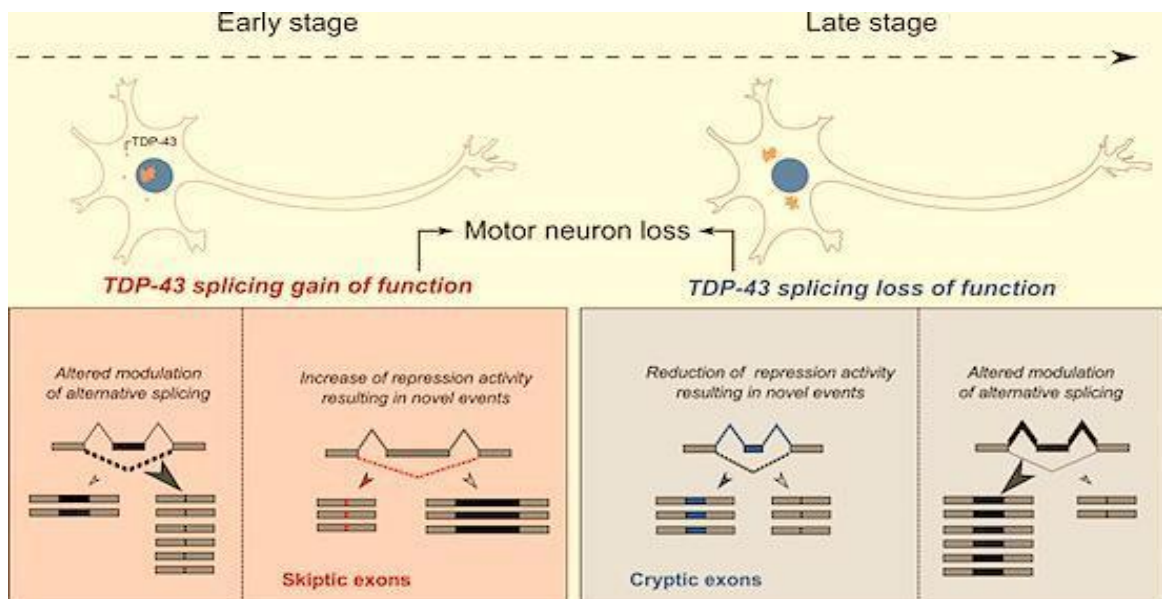 Early stage
Late stage
TDP-43
Motor neuron loss
TDP-43 splicing gain of function
TDP-43 splicing loss of function
Altered modulation
of alternative splicing
Increase of repression activity
resulting in novel events
Skiptic exons
Reduction of repression activity
resulting in novel events
Cryptic exons
Altered modulation
of alternative splicing